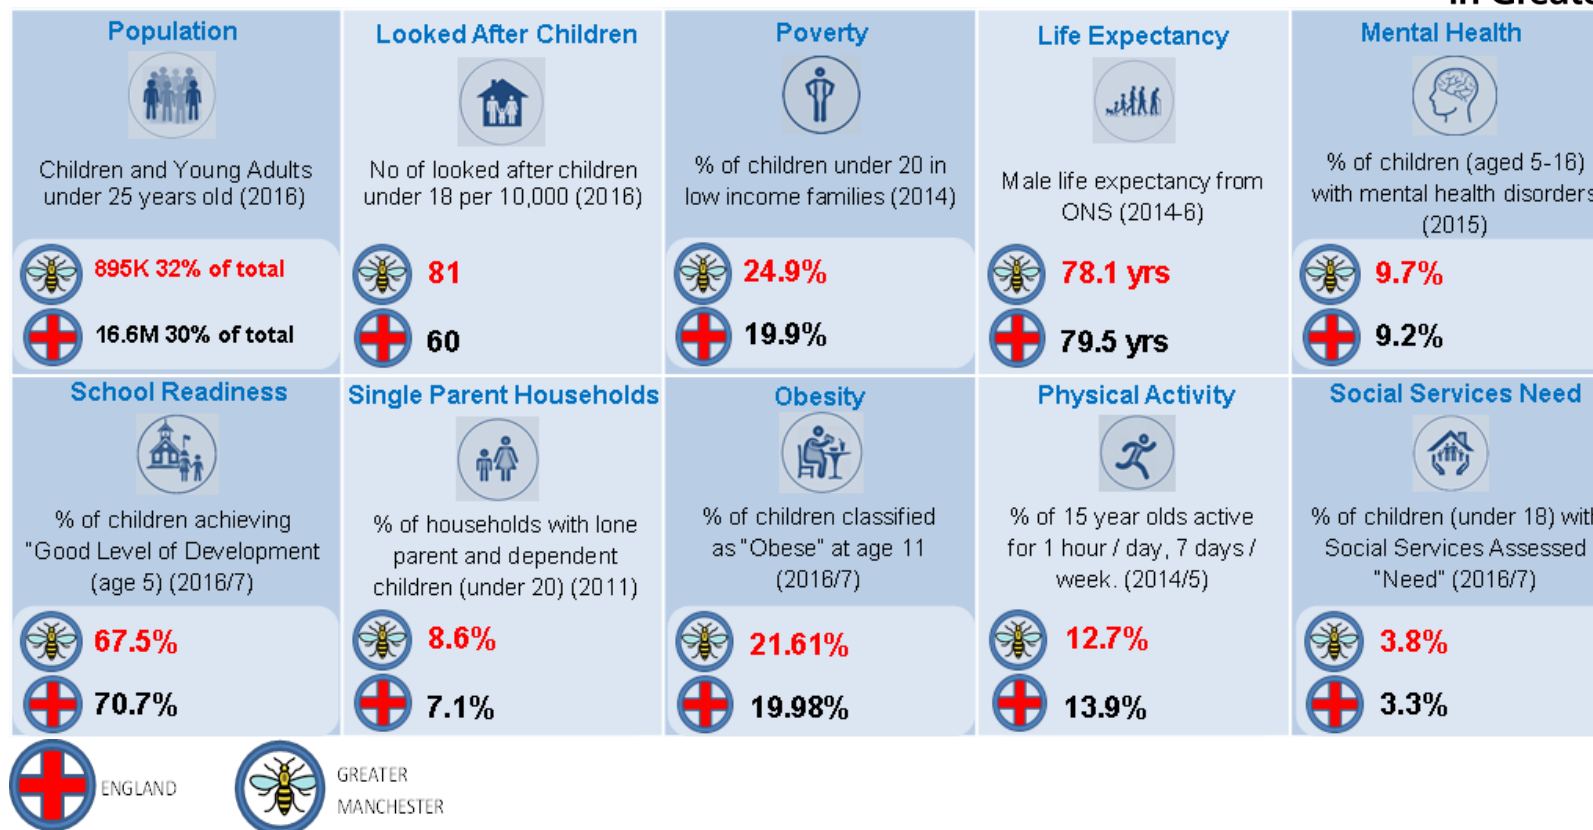 in Greate
Population
Children and Young Adults
under 25 years old (2016)
895K 32% of total
16.6M 30% of total
Looked After Children
No of looked after children
under 18 per 10,000 (2016)
81
60
Poverty
% of children under 20 in
low income families (2014)
24.9%
19.9%
Life Expectancy
Male life expectancy from
ONS (2014-6)
78.1 yrs
79.5 yrs
Mental Health
% of children (aged 5-16)
with mental health disorders
(2015)
9.7%
9.2%
School Readiness
% of children achieving
"Good Level of Development
(age 5) (2016/7)
67.5%
70.7%
Single Parent Households
% of households with lone
parent and dependent
children (under 20) (2011)
8.6%
7.1%
Obesity
% of children classified
as "Obese" at age 11
(2016/7)
21.61%
19.98%
Physical Activity
% of 15 year olds active
for 1 hour / day, 7 days /
week. (2014/5)
12.7%
13.9%
Social Services Need
% of children (under 18) with
Social Services Assessed
"Need" (2016/7)
3.8%
3.3%
ENGLAND
GREATER
MANCHESTER